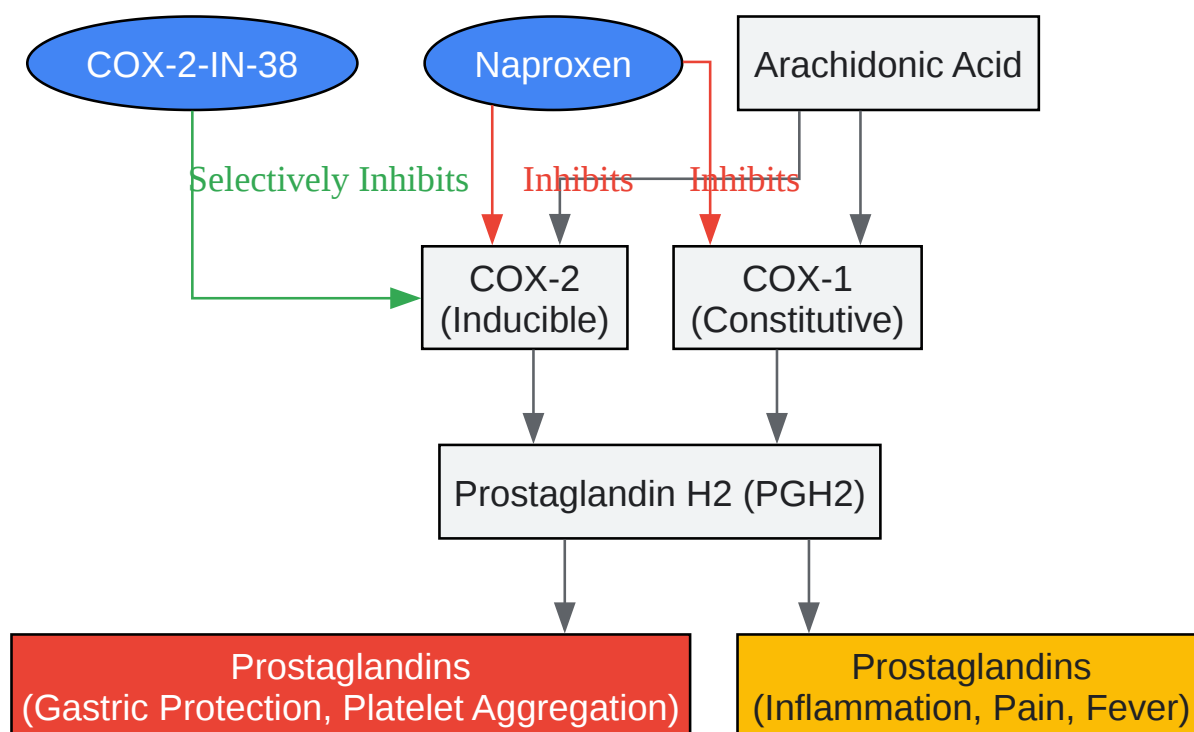 COX-2-IN-38
Naproxen
Arachidonic Acid
Selectively Inhibits
Inhibits
Inhibits
COX-2
(Inducible)
COX-1
(Constitutive)
Prostaglandin H2 (PGH2)
Prostaglandins
(Gastric Protection, Platelet Aggregation)
Prostaglandins
(Inflammation, Pain, Fever)